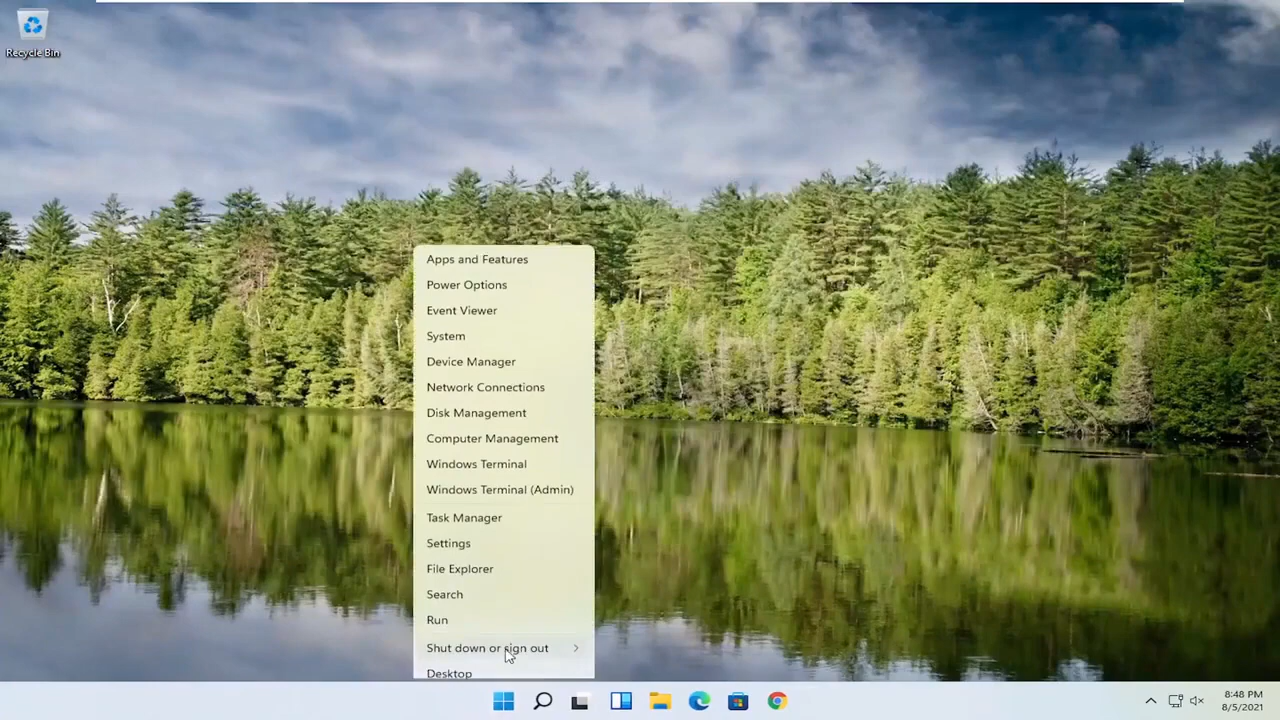 Recycle Bin
Apps and Features
Power Options
Event Viewer
System
Device Manager
Network Connections
Disk Management
Computer Management
Windows Terminal
Windows Terminal (Admin)
Task Manager
Settings
File Explorer
Search
Run
Shut down or sign out
Desktop
8:48 PM
8/5/2021